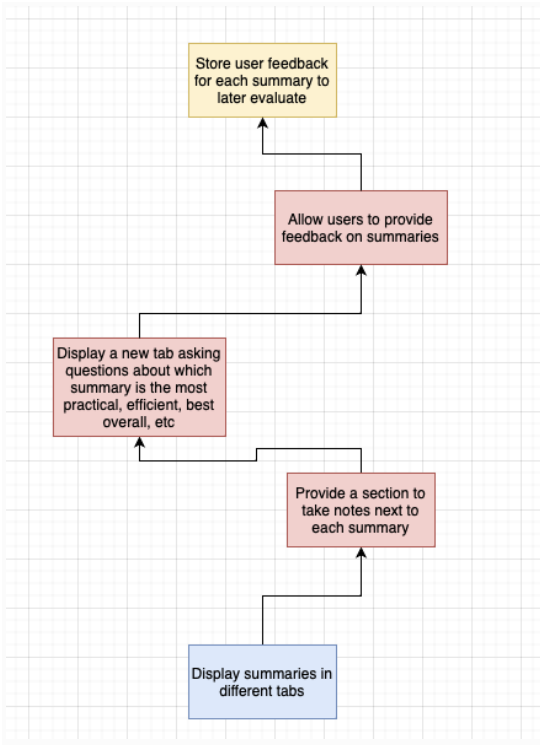 Store user feedback
for each summary to
later evaluate
Allow users to provide
feedback on summaries
Display a new tab asking
questions about which
summary is the most
practical, efficient, best
overall, etc
Provide a section to
take notes next to
each summary
Display summaries in
different tabs